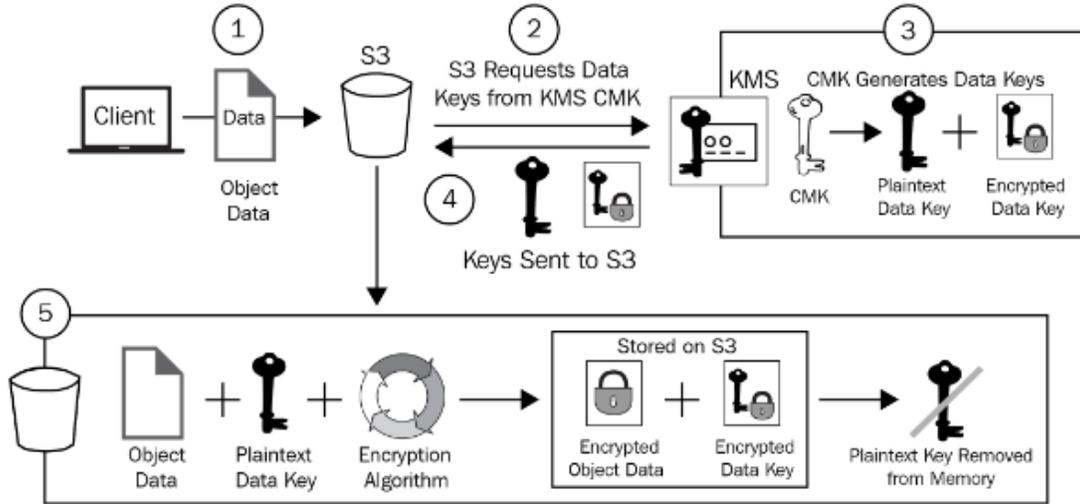 1
Client
Data
Object
Data
S3
2
S3 Requests Data
Keys from KMS CMK
3
KMS
CMK Generates Data Keys
CMK
Plaintext
Data Key
Encrypted
Data Key
4
Keys Sent to S3
5
Object
Data
Plaintext
Data Key
Encryption
Algorithm
Stored on S3
Encrypted
Object Data
Encrypted
Data Key
Plaintext Key Removed
from Memory